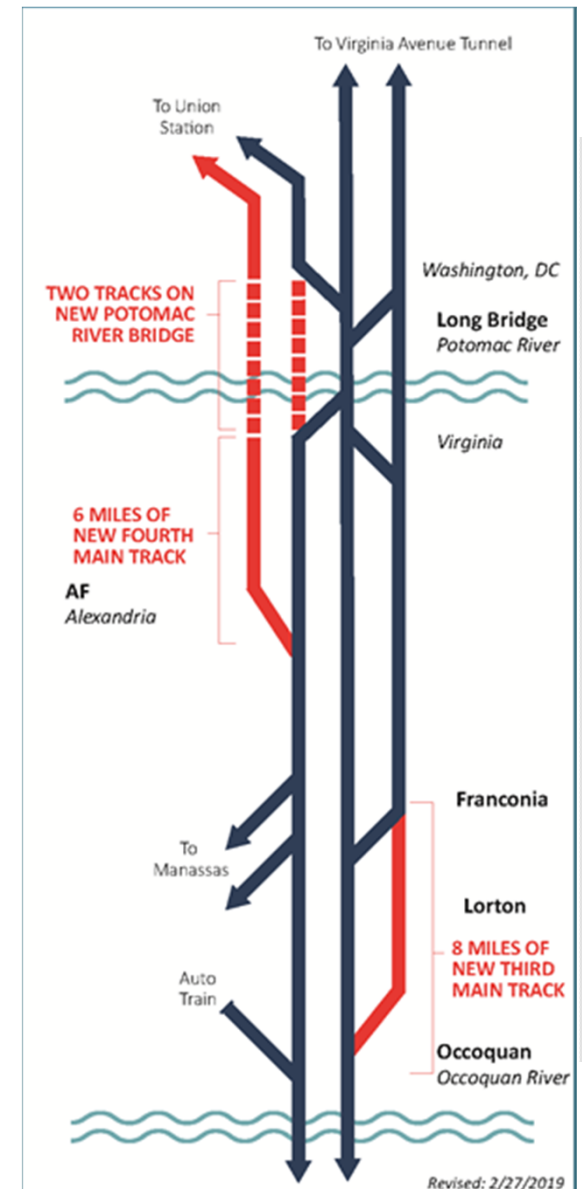 To Virginia Avenue Tunnel
To Union
Station
Washington, DC
TWO TRACKS ON
NEW POTOMAC
RIVER BRIDGE
Long Bridge
Potomac River
Virginia
6 MILES OF
NEW FOURTH
MAIN TRACK
AF
Alexandria
Franconia
To
Manassas
Lorton
8 MILES OF
NEW THIRD
MAIN TRACK
Auto
Train
Occoquan
Occoquan River
Revised: 2/27/2019